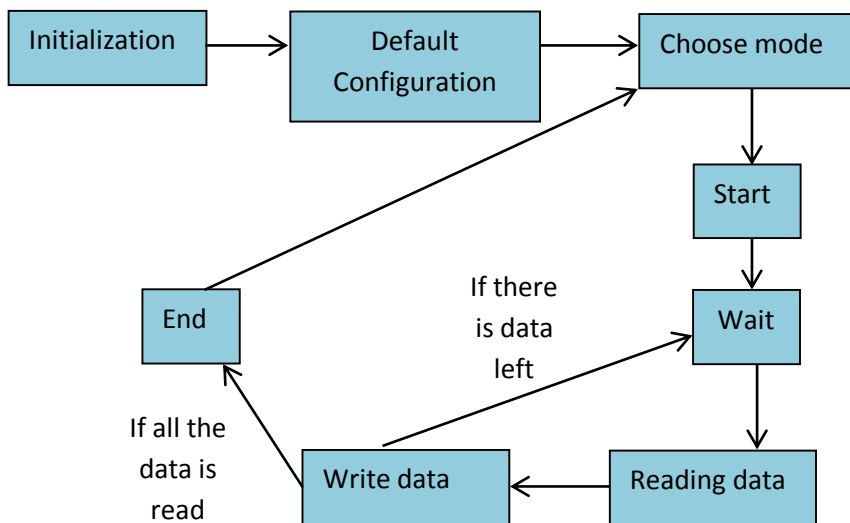 Initialization
Default
Configuration
Choose mode
Start
Wait
Reading data
Write data
If there
is data
left
If all the
data is
read
End